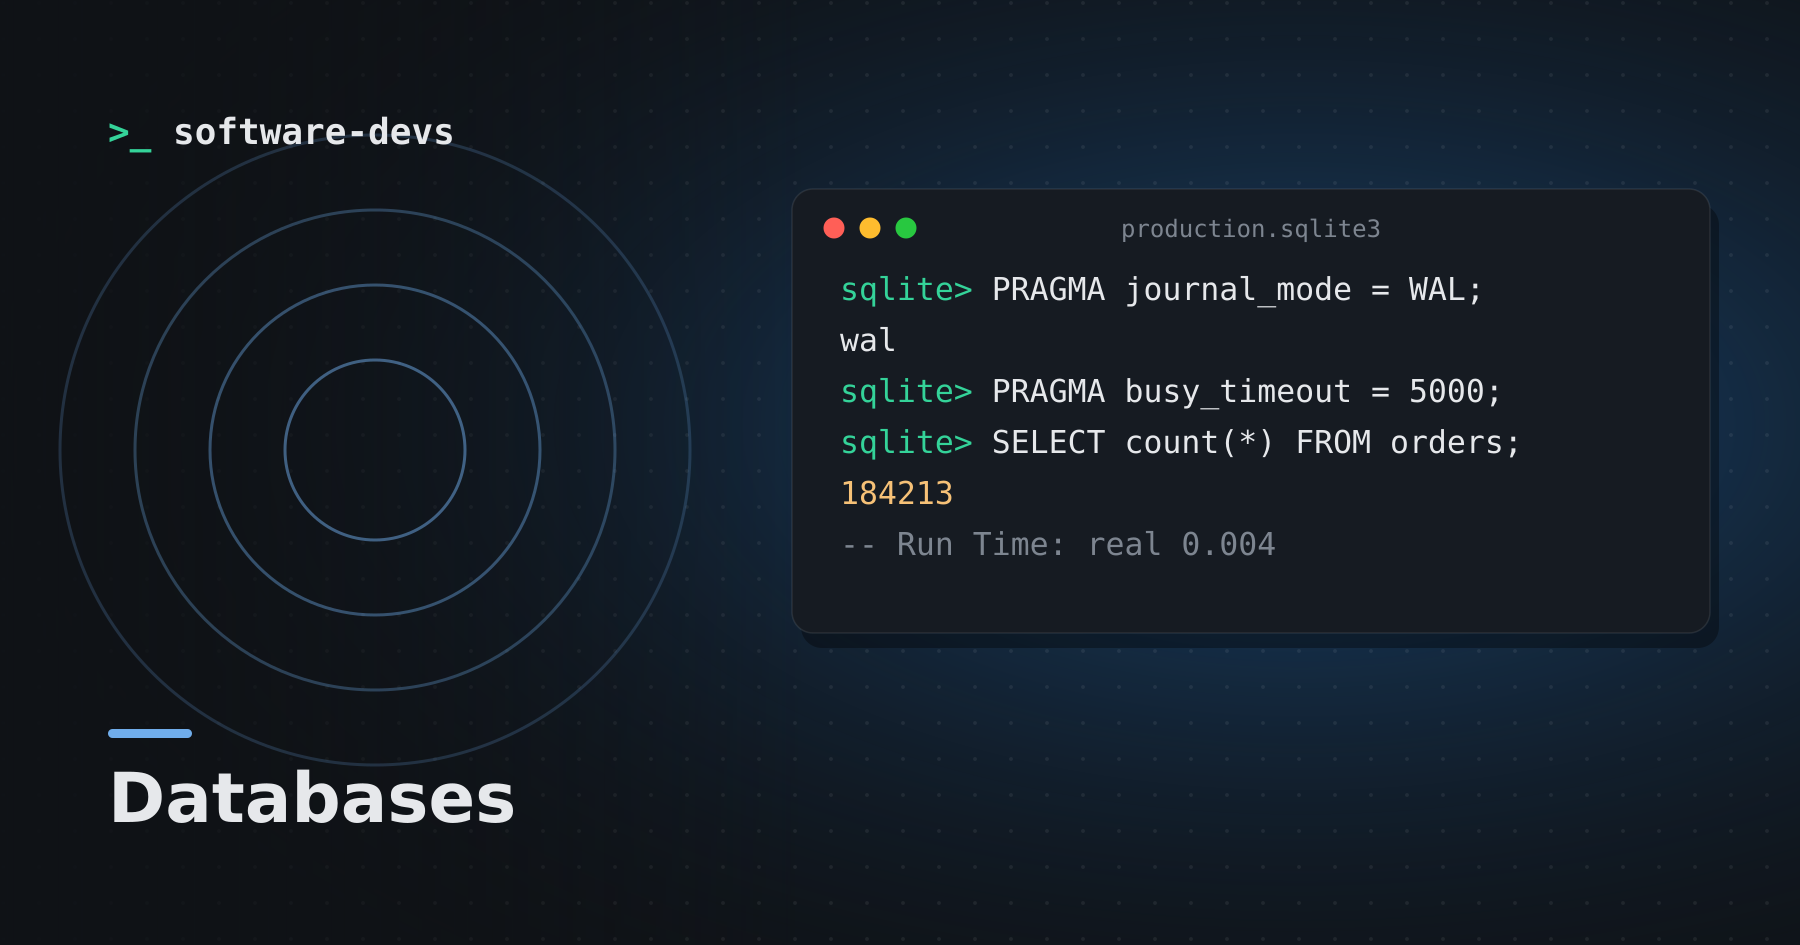 >_ software-devs
production.sqlite3
sqlite> PRAGMA journal_mode = WAL;
wal
sqlite> PRAGMA busy_timeout = 5000;
sqlite> SELECT count(*) FROM orders;
184213
-- Run Time: real 0.004
Databases